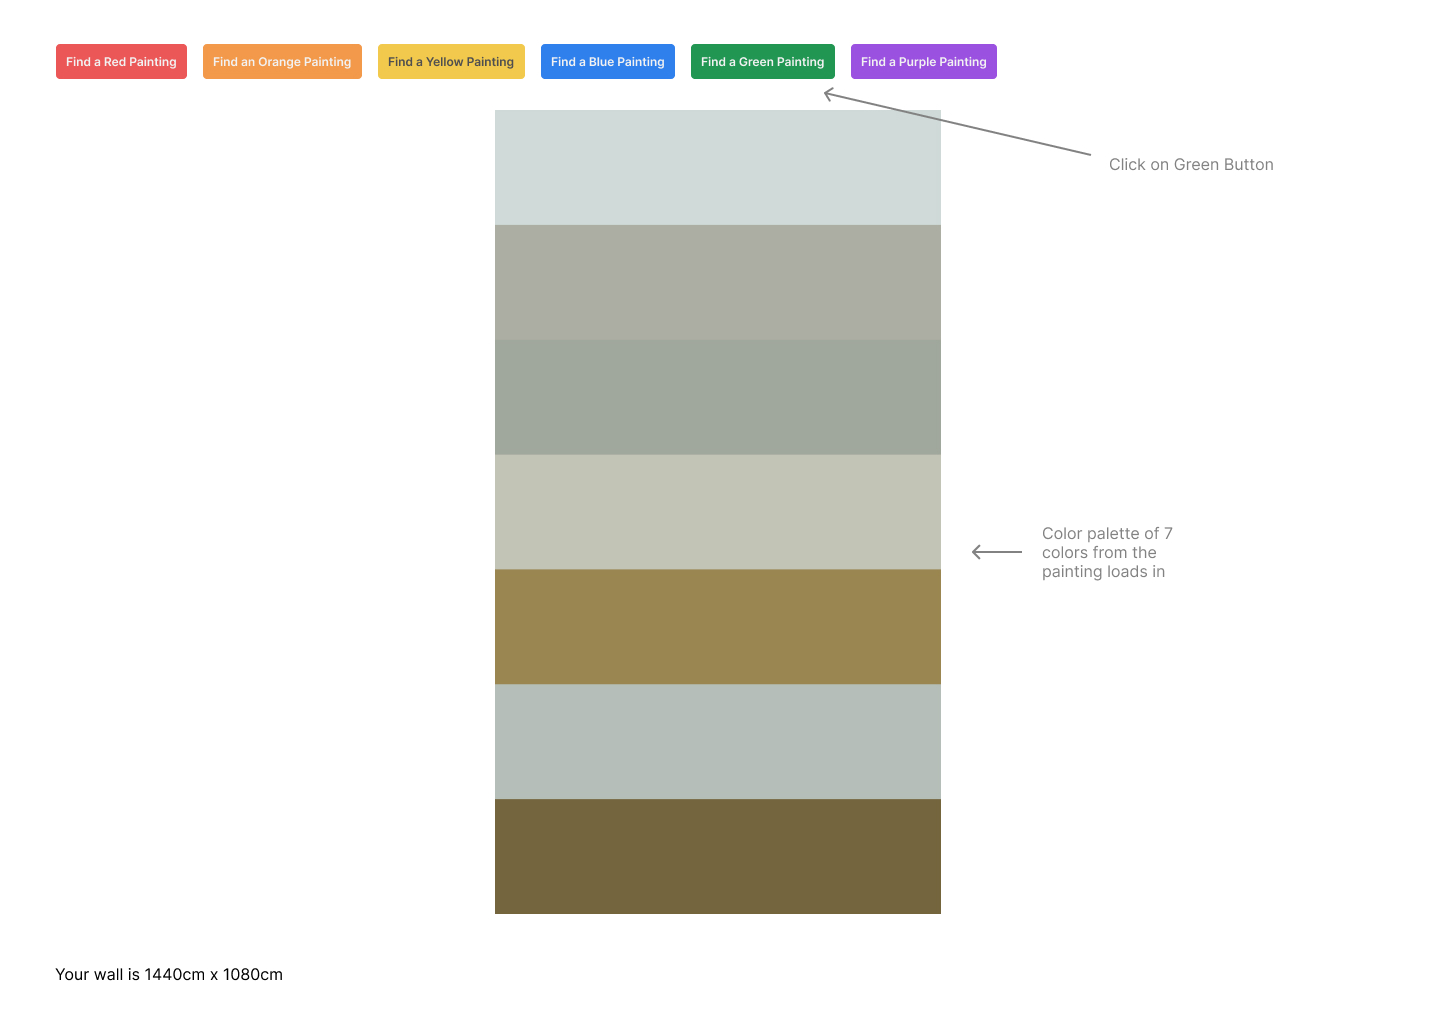 Find a Red Painting
Find an Orange Painting
Find a Yellow Painting
Find a Blue Painting
Find a Green Painting
Find a Purple Painting
Click on Green Button
Color palette of 7
colors from the
painting loads in
Your wall is 1440cm x 1080cm